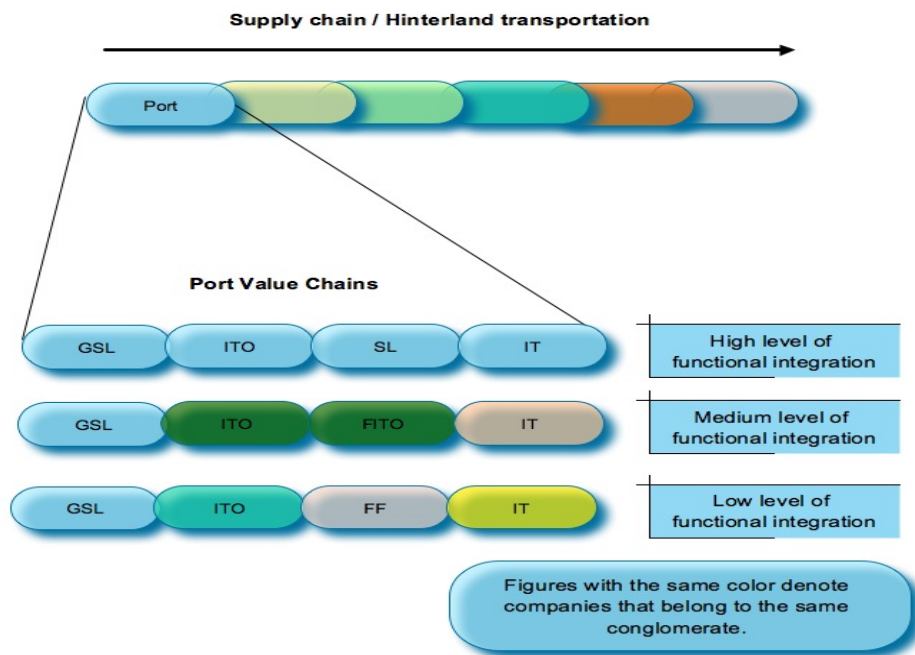 Supply chain / Hinterland transportation
Port
Port Value Chains
GSL
ITO
SL
IT
High level of
functional integration
GSL
ITO
FITO
IT
Medium level of
functional integration
GSL
ITO
FF
IT
Low level of
functional integration
Figures with the same color denote
companies that belong to the same
conglomerate.